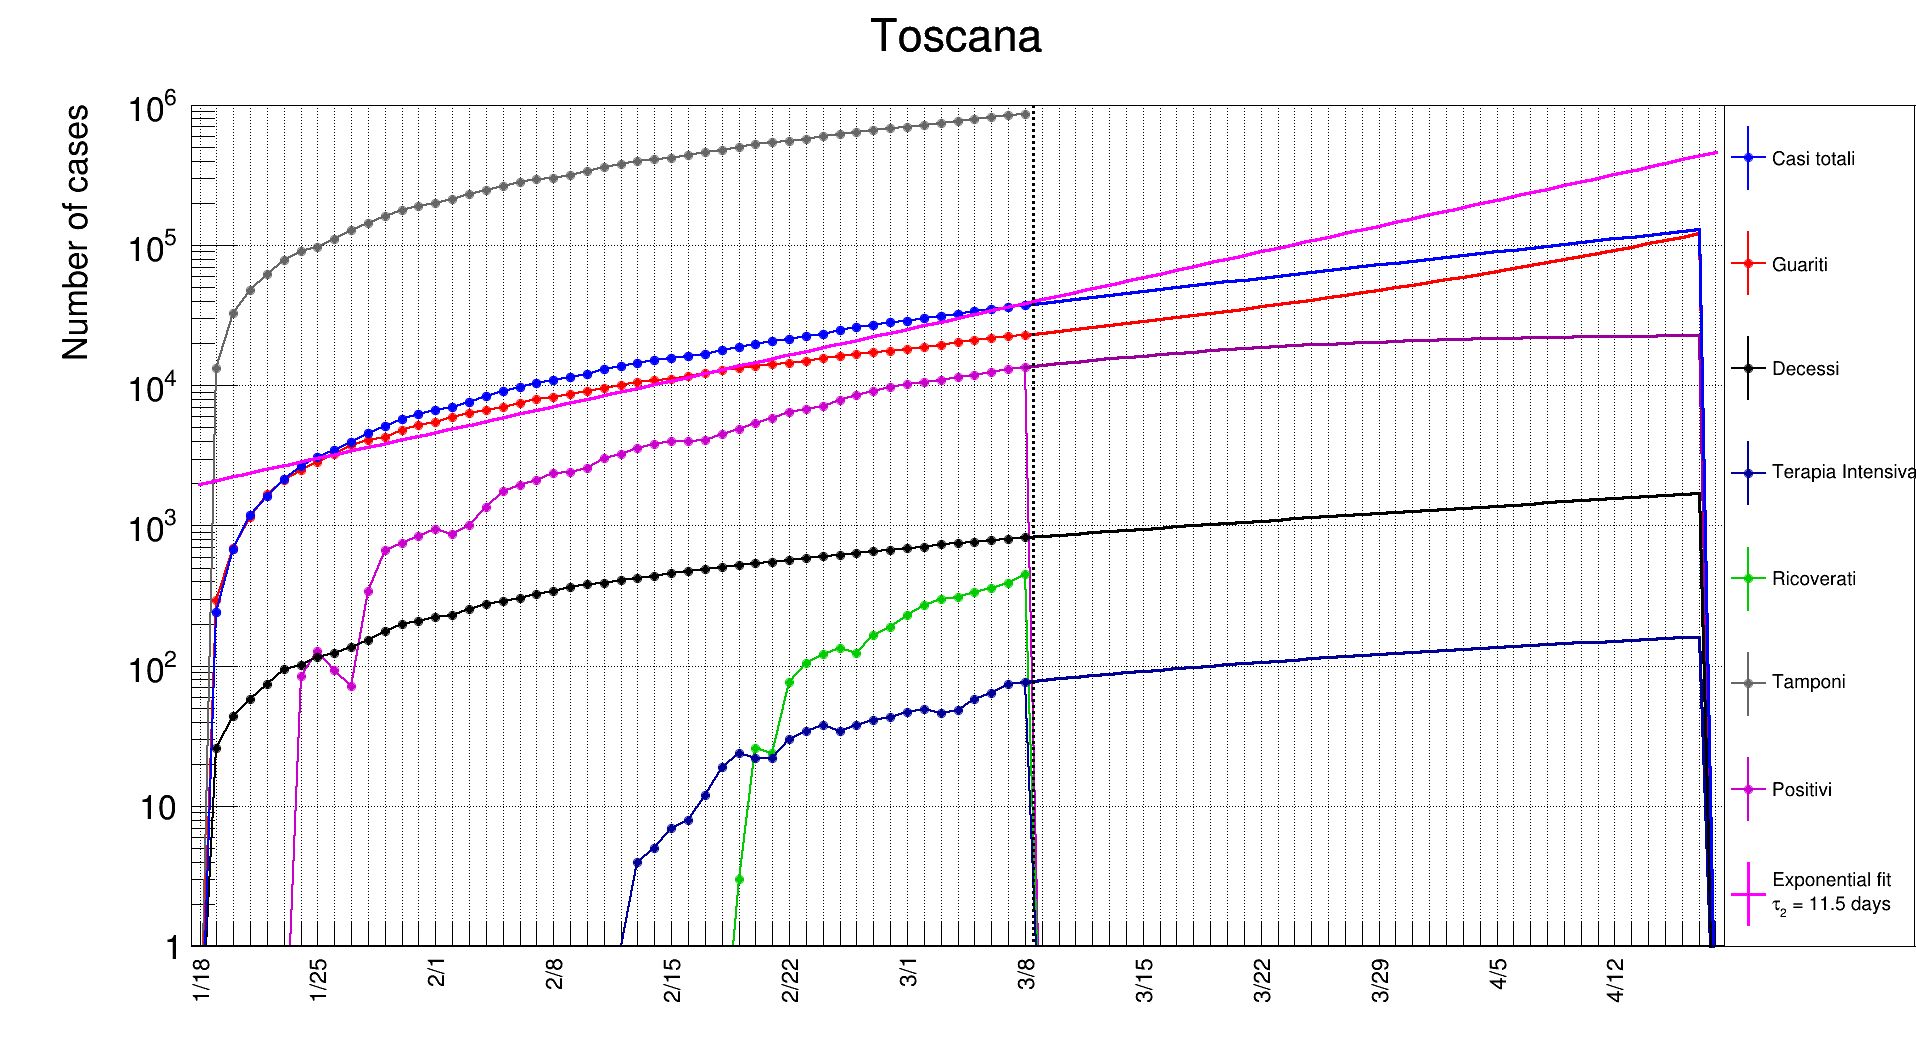 Toscana
Number of cases
10^6
10^5
10^4
10^3
10^2
10
1
1/18
1/25
2/1
2/8
2/15
2/22
3/1
3/8
3/15
3/22
3/29
4/5
4/12
Casi totali
Guariti
Decessi
Terapia Intensiva
Ricoverati
Tamponi
Positivi
Exponential fit
τ₂ = 11.5 days